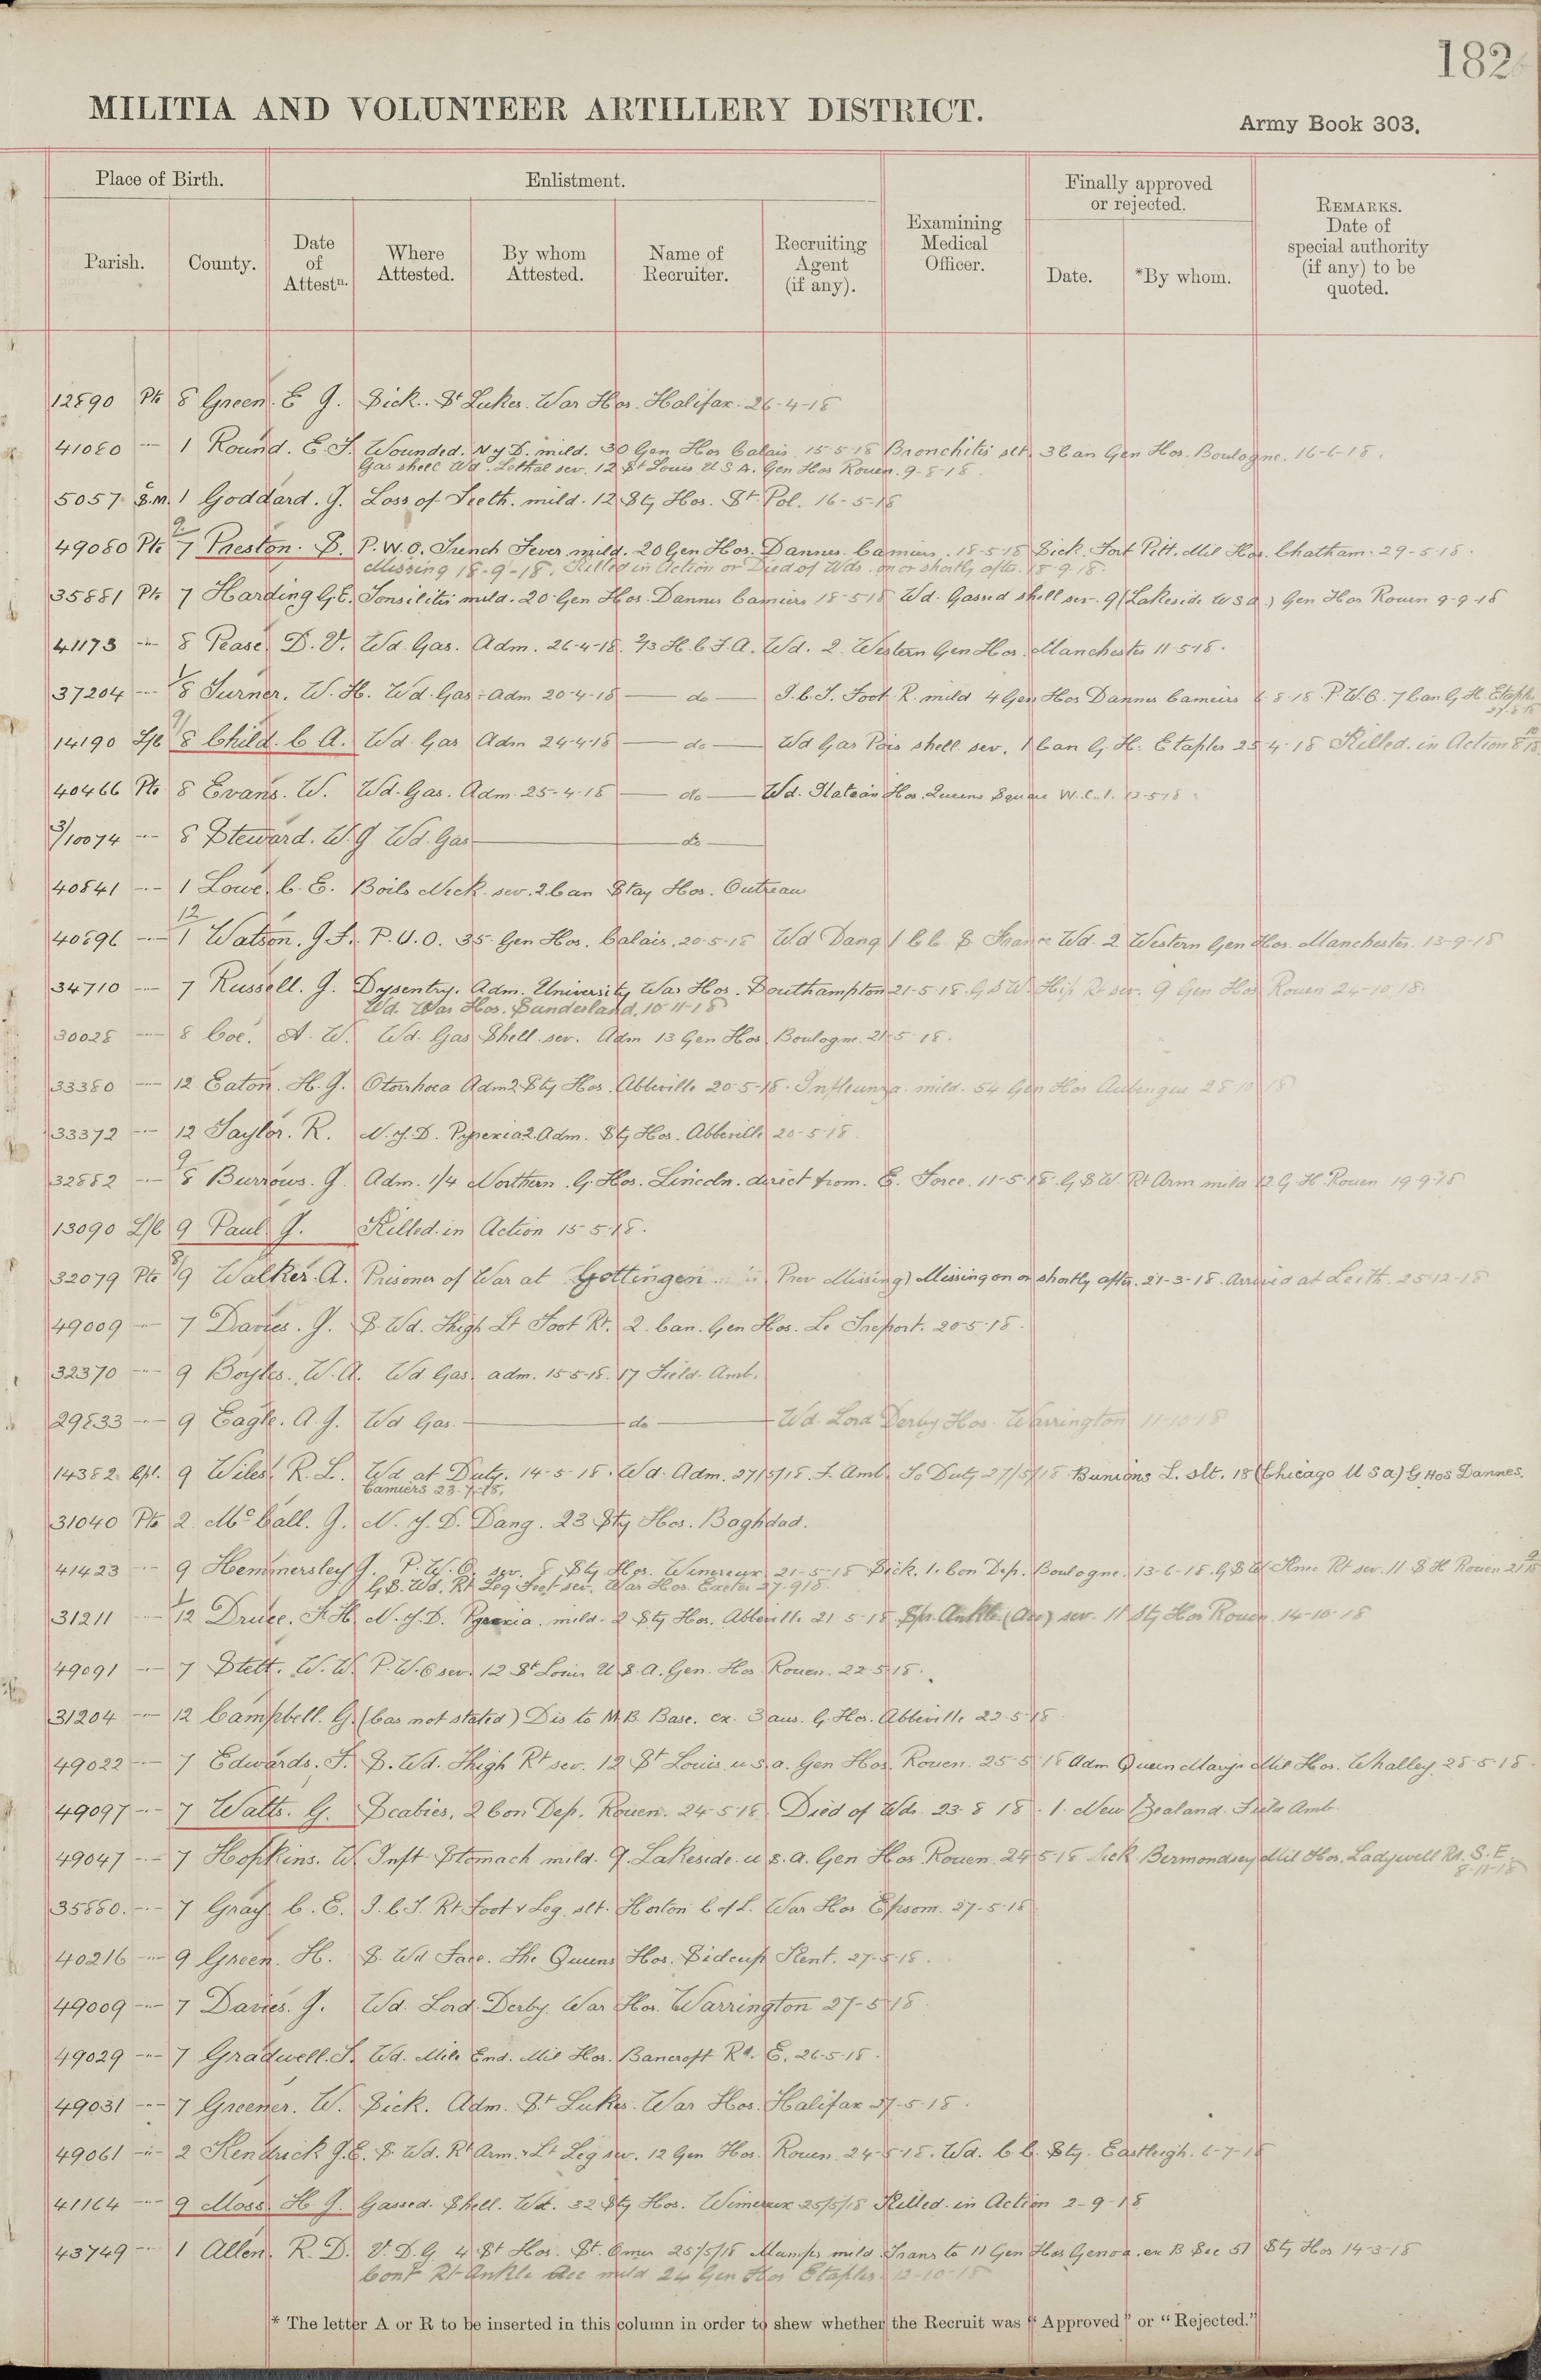 182
MILITIA AND VOLUNTEER ARTILLERY DISTRICT.
Army Book 303.
Place of Birth.
Enlistment.
Finally approved
or rejected.
Parish.
County.
Date
of
Attestn.
Where
Attested.
By whom
Attested.
Name of
Recruiter.
Recruiting
Agent
(if any).
Examining
Medical
Officer.
Date.
*By whom.
REMARKS.
Date of
special authority
(if any) to be
quoted.
12890 Pte 8 Green. E G. Sick. St Lukes. War Hos. Halifax. 26-4-18
41080 -"- 1 Round. E. J. Wounded. N Y D. mild. 30 Gen Hos Calais. 15-5-18 Bronchitis slt. 3 Can Gen Hos. Boulogne. 16-6-18.
Gas shell Wd. Lethal sev. 12 St Louis U S A. Gen Hos Rouen. 9-8-18.
5057 S.M. 1 Goddard. J. Loss of Teeth. mild. 12 Sty Hos. St Pol. 16-5-18
49080 Pte 9/7 Preston. S. P.U.O. Trench Fever mild. 20 Gen Hos. Dannes. Camiers. 18-5-18 Sick. Fort Pitt. Mil Hos. Chatham. 29-5-18.
Missing 18-9-18. Killed in Action or Died of Wds. on or shortly after. 18-9-18.
35881 Pte 7 Harding G E. Tonsilitis mild. 20 Gen Hos. Dannes Camiers 18-5-18 Wd. Gassed shell sev. 9 (Lakeside U S A) Gen Hos Rouen 9-9-18
41173 -"- 8 Pease. D. V. Wd. Gas. Adm. 26-4-18. 2/3 H. C F. A. Wd. 2. Western Gen Hos. Manchester 11-5-18.
37204 -"- 1/8 Turner. W. H. Wd. Gas. Adm 20-4-18 — do — I. C. T. Foot R. mild 4 Gen Hos Dannes Camiers 6-8-18 P.U.O. 7 Can G H Etaples
27-8-18
14190 L/C 9/8 Child. C A. Wd. Gas Adm 24-4-18 — do — Wd Gas Pois shell sev. 1 Can G. H. Etaples 25-4-18 Killed. in Action 8/10/18
40466 Pte 8 Evans. W. Wd. Gas. Adm. 25-4-18 — do — Wd. Hos. Queens Square W.C.1. 13-5-18
3/10074 -"- 8 Steward. W. G Wd. Gas — do —
40841 -"- 1 Lowe. C. E. Boils Neck. sev. 2 Can Stay Hos. Outreau
40896 -"- 12/1 Watson. J F. P. U. O. 35 Gen Hos. Calais. 20-5-18 Wd Dang 1 C C S France Wd. 2 Western Gen Hos. Manchester. 13-9-18
34710 -"- 7 Russell. J. Dysentry. Adm. University War Hos. Southampton 21-5-18. G S W. Hip R sev. 9 Gen Hos Rouen 24-10-18.
Wd. War Hos. Sunderland, 10-11-18
30028 -"- 8 Coe. A. W. Wd. Gas Shell. sev. Adm 13 Gen Hos Boulogne. 21-5-18.
33380 -"- 12 Eaton. H. G. Otorrhoea Adm 2 Sty Hos. Abbeville 20-5-18. Influenza. mild. 54 Gen Hos 28-10-18
33372 -"- 12 Taylor. R. N. Y. D. Pyrexia 2. Adm. Sty Hos. Abbeville 20-5-18.
32882 -"- 9/8 Burrows. J. Adm. 1/4 Northern. G. Hos. Lincoln. direct from. E. Force. 11-5-18. G S W Rt Arm mild 12 G. H. Rouen 19-9-18
13090 L/C 9 Paul. J. Killed. in Action 15-5-18.
32079 Pte 8/9 Walker. A. Prisoner of War at Gottingen Prev Missing) Missing on or shortly after. 21-3-18. Arrived at Leith. 25-12-18
49009 -"- 7 Davies. J. S. Wd. Thigh Lt Foot Rt. 2. Can. Gen Hos. Le Treport. 20-5-18.
32370 -"- 9 Boyles. W. A. Wd Gas. adm. 15-5-18. 17 Field. Amb.
29833 -"- 9 Eagle. A. J. Wd Gas. — do — Wd Lord Derby Hos. Warrington 11-10-18
14382 Cpl. 9 Wiles. R. L. Wd at Duty. 14-5-18. Wd. Adm. 27/5/18. F. Amb. To Duty 27/5/18 Bunions L. slt. 18 (Chicago U S A) G Hos Dannes,
Camiers 23-7-18.
31040 Pte 2. McCall. J. N. Y. D. Dang. 23 Sty Hos. Baghdad.
41423 -"- 9 Hemmersley J. P. U. O. sev. 8 Sty Hos. Wimereux. 21-5-18 Sick. 1. Con Dep. Boulogne. 13-6-18. G S W Knee Rt sev. 11 S H Rouen 21/9/18
G.S. Wd. Rt Leg Foot sev. War Hos. Exeter 27-9-18.
31211 -"- 1/12 Druce. F. H. N. Y. D. Pyrexia. mild. 2 Sty Hos. Abbeville 21-5-18 Spr. Ankle. (Acc) sev. 11 Sty Hos Rouen. 14-10-18
49091 -"- 7 Stett. W. W. P. U. O sev. 12 St Louis U. S. A. Gen. Hos Rouen. 22-5-18.
31204 -"- 12 Campbell. G. (Cas not stated) Dis to M. B. Base. ex. 3 aus. G. Hos. Abbeville 22-5-18
49022 -"- 7 Edwards. F. S. Wd. Thigh Rt sev. 12 St Louis u. s. a. Gen Hos. Rouen. 25-5-18 Adm Queen Marys Mil Hos. Whalley. 28-5-18.
49097 -"- 7 Watts. G. Scabies, 2 Con Dep. Rouen. 24-5-18. Died of Wds. 23-8-18. 1. New Zealand. Field Amb.
49047 -"- 7 Hopkins. W. Inft Stomach mild. 9. Lakeside. u. s. a. Gen Hos. Rouen. 24-5-18 Sick Bermondsey Mil Hos. Ladywell Rd. S. E
8-11-18
35880. -"- 7 Gray. C. E. I. C. T. Rt Foot & Leg. slt. Horton C of L. War Hos Epsom. 27-5-18
40216 -"- 9 Green. H. S. Wd Face. The Queens Hos. Sidcup Kent. 27-5-18.
49009 -"- 7 Davies. J. Wd. Lord. Derby. War Hos. Warrington 27-5-18.
49029 -"- 7 Gradwell. J. Wd. Mile End. Mil Hos. Bancroft Rd. E. 26-5-18.
49031 -"- 7 Greener. W. Sick. Adm. St Lukes. War Hos. Halifax 27-5-18.
49061 -"- 2 Kendrick J. E. S. Wd. Rt Arm. & Lt Leg sev. 12 Gen Hos. Rouen. 24-5-18. Wd. C C. Sty. Eastleigh. 6-7-18
41164 -"- 9 Moss. H J. Gassed. Shell. Wd. 32 Sty Hos. Wimereux 25/5/18 Killed. in Action 2-9-18
43749 -"- 1 Allen. R. D. V. D. G 4 St Hos. St. Omer 25/5/18 Mumps mild. Trans to 11 Gen Hos Genoa. ex B Sec 51 Sty Hos 14-3-18
Cont Rt Ankle Acc mild 24 Gen Hos Etaples. 12-10-18
* The letter A or R to be inserted in this column in order to shew whether the Recruit was "Approved" or "Rejected."